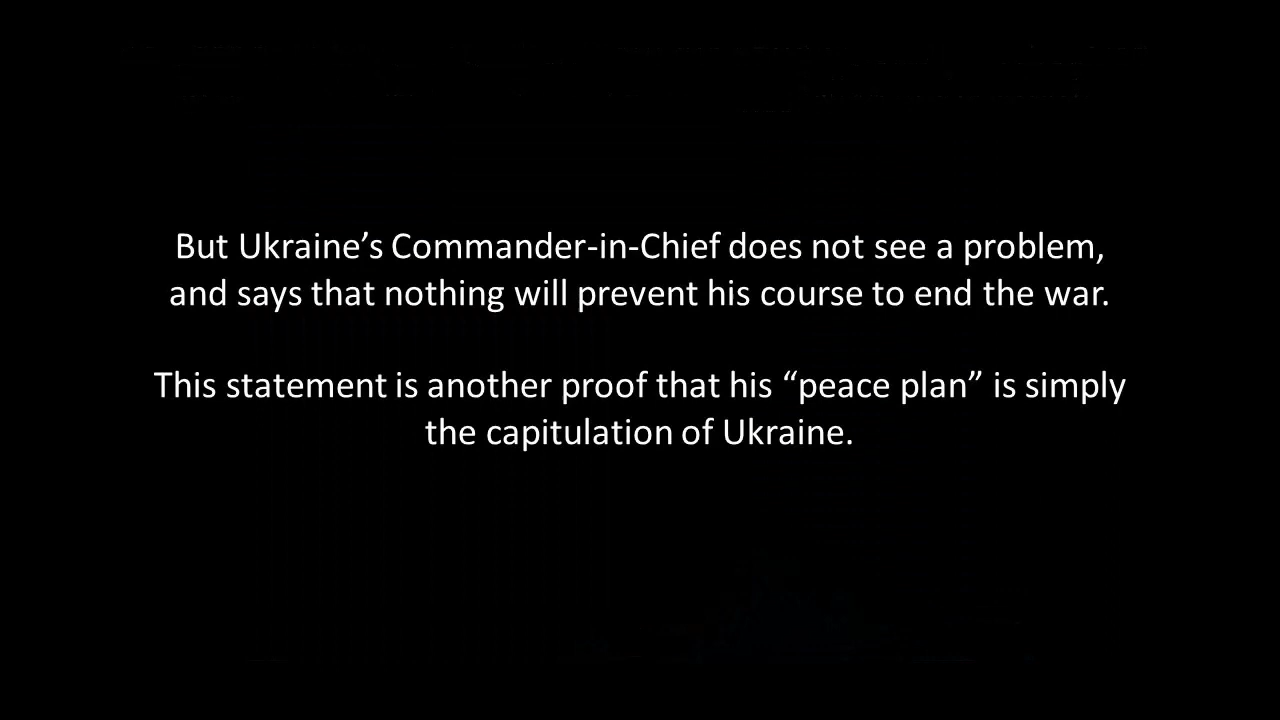 But Ukraine’s Commander-in-Chief does not see a problem,
and says that nothing will prevent his course to end the war.
This statement is another proof that his “peace plan” is simply
the capitulation of Ukraine.